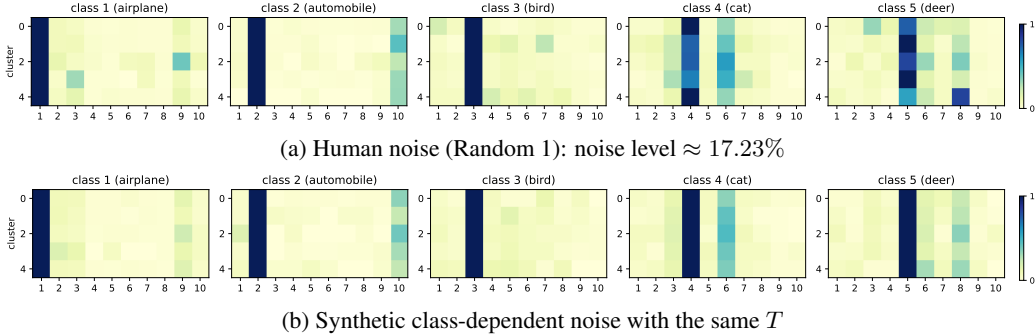 class 1 (airplane) class 2 (automobile) class 3 (bird) class 4 (cat) class 5 (deer)
cluster
0
2
4
1 2 3 4 5 6 7 8 9 10 1 2 3 4 5 6 7 8 9 10 1 2 3 4 5 6 7 8 9 10 1 2 3 4 5 6 7 8 9 10 1 2 3 4 5 6 7 8 9 10
1
0
(a) Human noise (Random 1): noise level ≈ 17.23%
class 1 (airplane) class 2 (automobile) class 3 (bird) class 4 (cat) class 5 (deer)
cluster
0
2
4
1 2 3 4 5 6 7 8 9 10 1 2 3 4 5 6 7 8 9 10 1 2 3 4 5 6 7 8 9 10 1 2 3 4 5 6 7 8 9 10 1 2 3 4 5 6 7 8 9 10
1
0
(b) Synthetic class-dependent noise with the same T